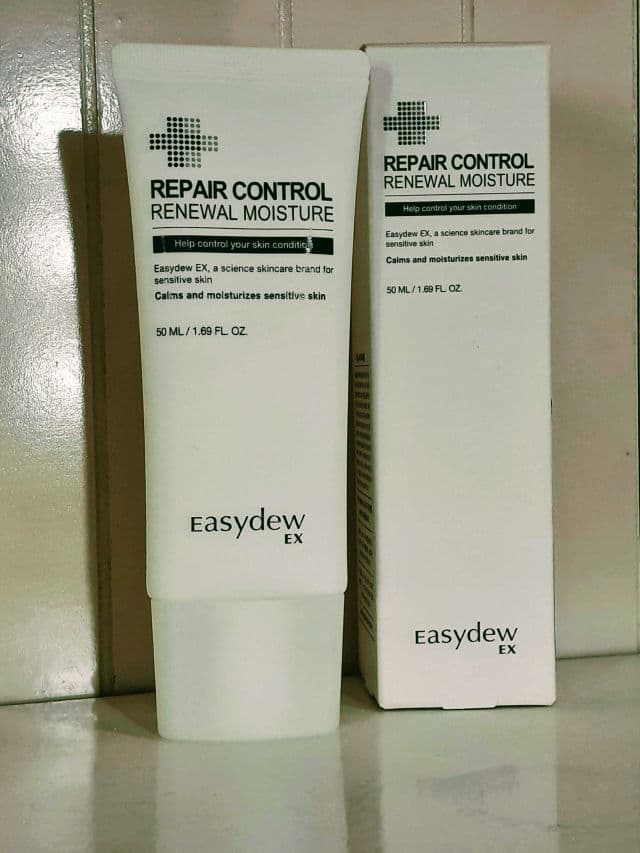 REPAIR CONTROL
RENEWAL MOISTURE
Help control your skin condition
Easydew EX, a science skincare brand for
sensitive skin
Calms and moisturizes sensitive skin
50 ML / 1.69 FL. OZ.
Easydew
EX
REPAIR CONTROL
RENEWAL MOISTURE
Help control your skin condition
Easydew EX, a science skincare brand for
sensitive skin
Calms and moisturizes sensitive skin
50 ML / 1.69 FL. OZ.
Easydew
EX